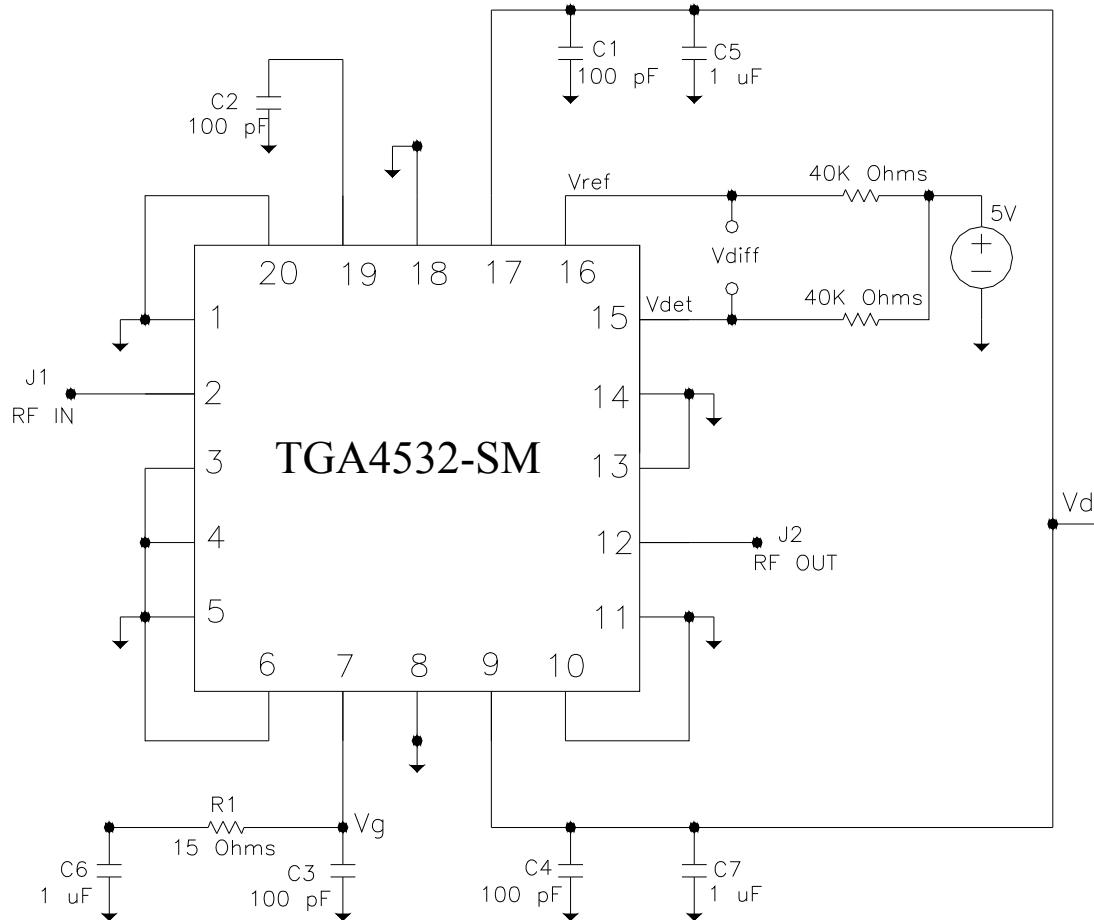 C1
100 pF
C5
1 uF
C2
100 pF
Vref
40K Ohms
5V
+
−
Vdiff
Vdet
40K Ohms
20
19
18
17
16
1
15
J1
RF IN
2
14
TGA4532-SM
3
13
4
12
J2
RF OUT
Vd
5
11
6
7
8
9
10
R1
15 Ohms
Vg
C6
1 uF
C3
100 pF
C4
100 pF
C7
1 uF